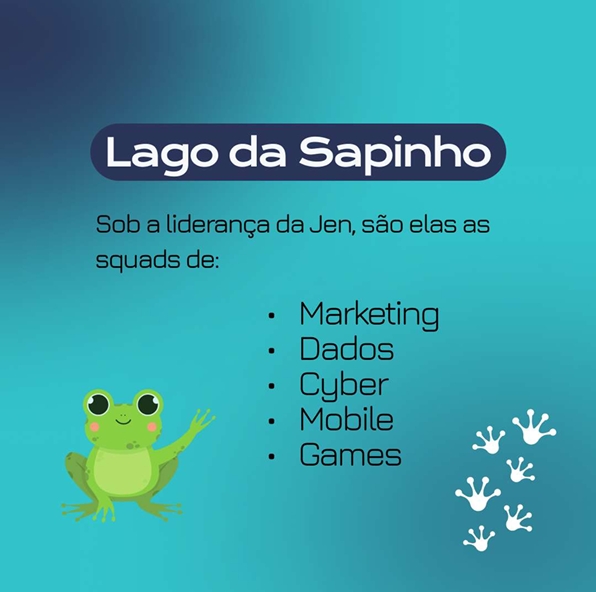 Lago da Sapinho
Sob a liderança da Jen, são elas as
squads de:
• Marketing
• Dados
• Cyber
• Mobile
• Games